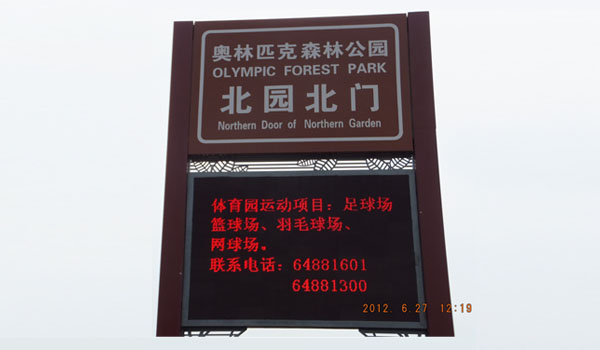 奥林匹克森林公园
OLYMPIC FOREST PARK
北园北门
Northern Door of Northern Garden
体育园运动项目：足球场
篮球场、羽毛球场、
网球场。
联系电话：64881601
64881300
2012. 6.27 12:19